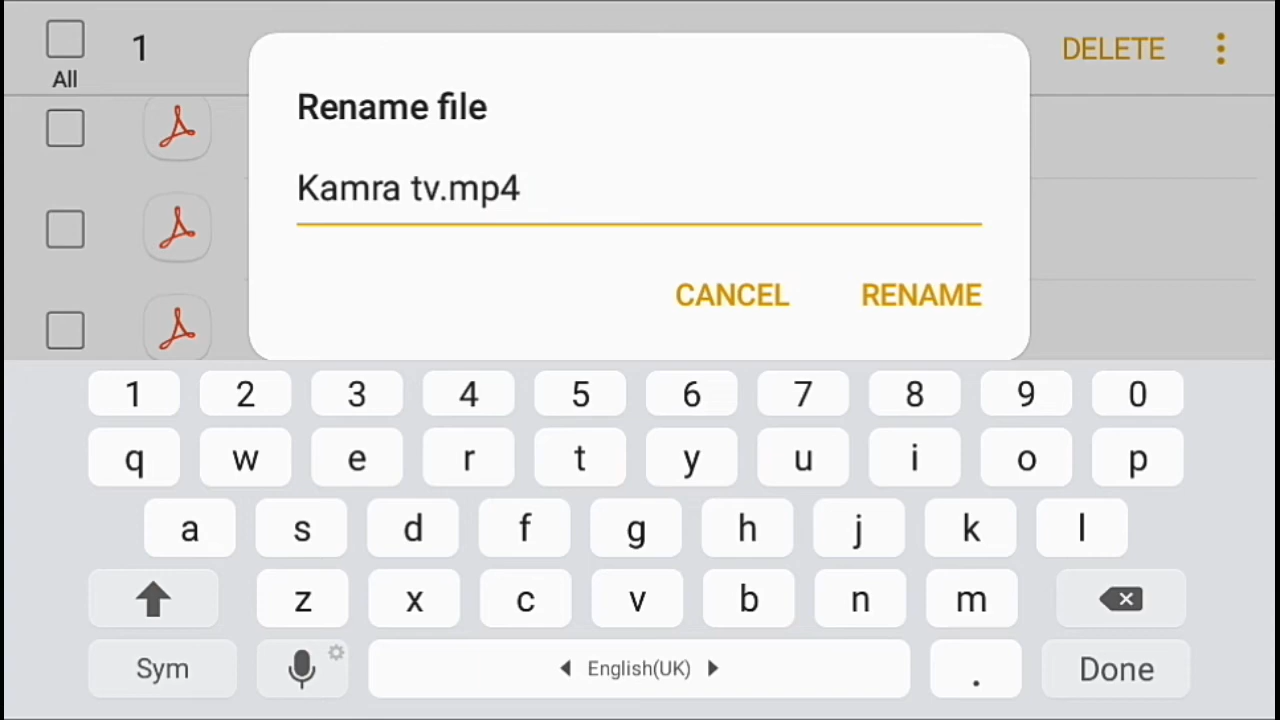 1
DELETE
All
Rename file
Kamra tv.mp4
CANCEL
RENAME
1 2 3 4 5 6 7 8 9 0
q w e r t y u i o p
a s d f g h j k l
z x c v b n m
Sym
English(UK)
.
Done